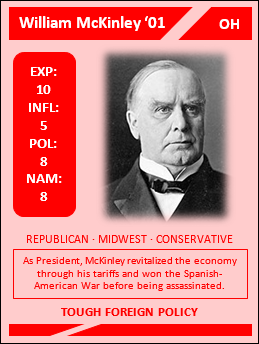 William McKinley ‘01 OH
EXP:
10
INFL:
5
POL:
8
NAM:
8
REPUBLICAN · MIDWEST · CONSERVATIVE
As President, McKinley revitalized the economy
through his tariffs and won the Spanish-
American War before being assassinated.
TOUGH FOREIGN POLICY